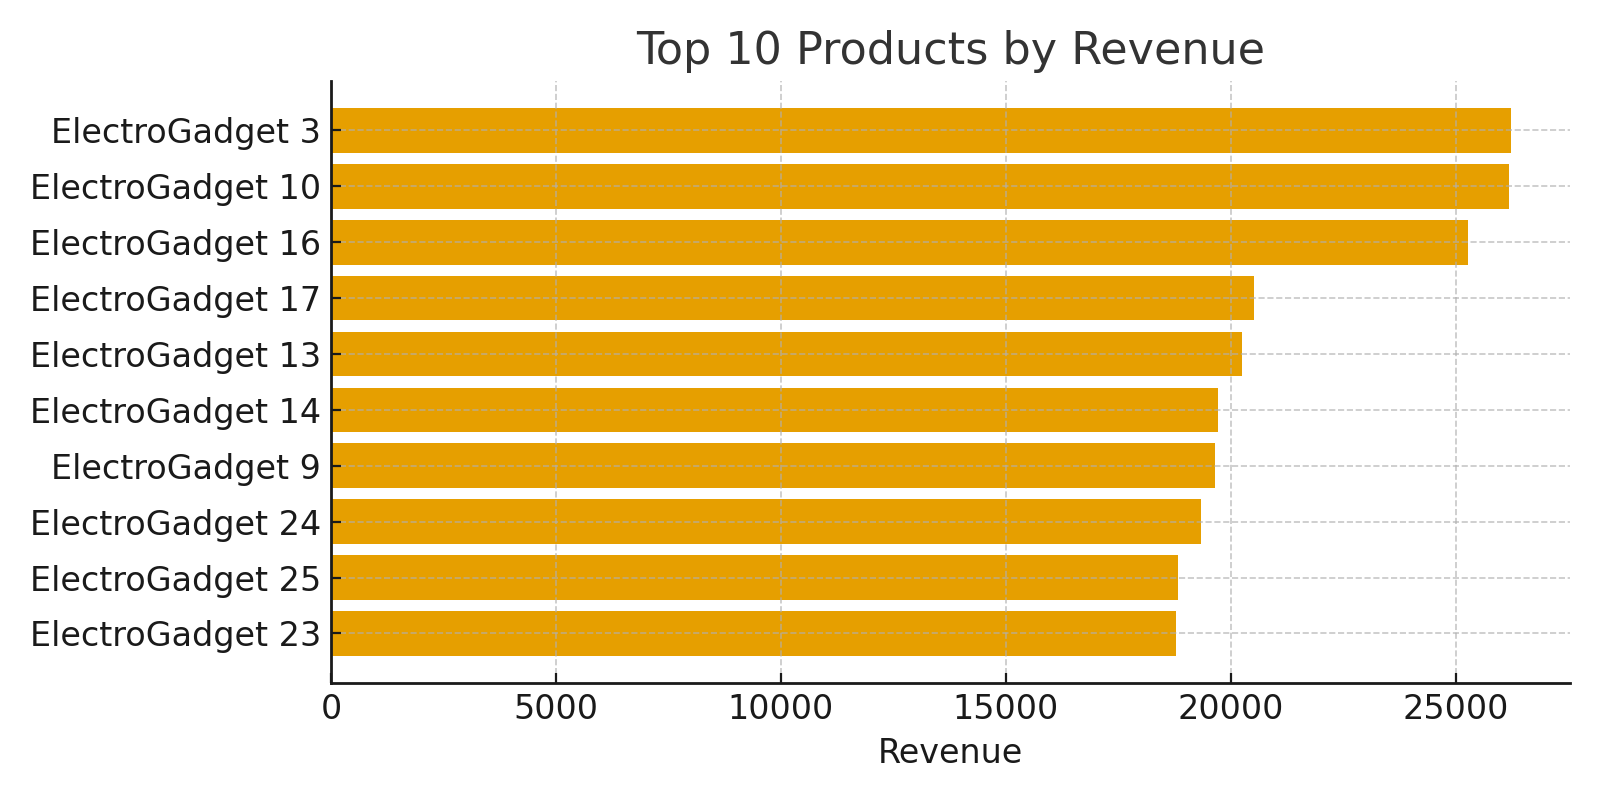 Top 10 Products by Revenue
ElectroGadget 3
ElectroGadget 10
ElectroGadget 16
ElectroGadget 17
ElectroGadget 13
ElectroGadget 14
ElectroGadget 9
ElectroGadget 24
ElectroGadget 25
ElectroGadget 23
0 5000 10000 15000 20000 25000
Revenue